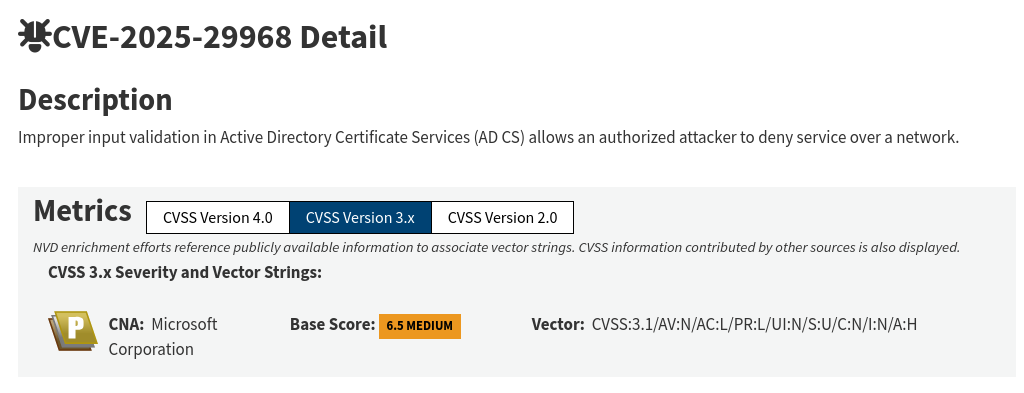 CVE-2025-29968 Detail
Description
Improper input validation in Active Directory Certificate Services (AD CS) allows an authorized attacker to deny service over a network.
Metrics
CVSS Version 4.0
CVSS Version 3.x
CVSS Version 2.0
NVD enrichment efforts reference publicly available information to associate vector strings. CVSS information contributed by other sources is also displayed.
CVSS 3.x Severity and Vector Strings:
P
CNA: Microsoft
Corporation
Base Score: 6.5 MEDIUM
Vector: CVSS:3.1/AV:N/AC:L/PR:L/UI:N/S:U/C:N/I:N/A:H